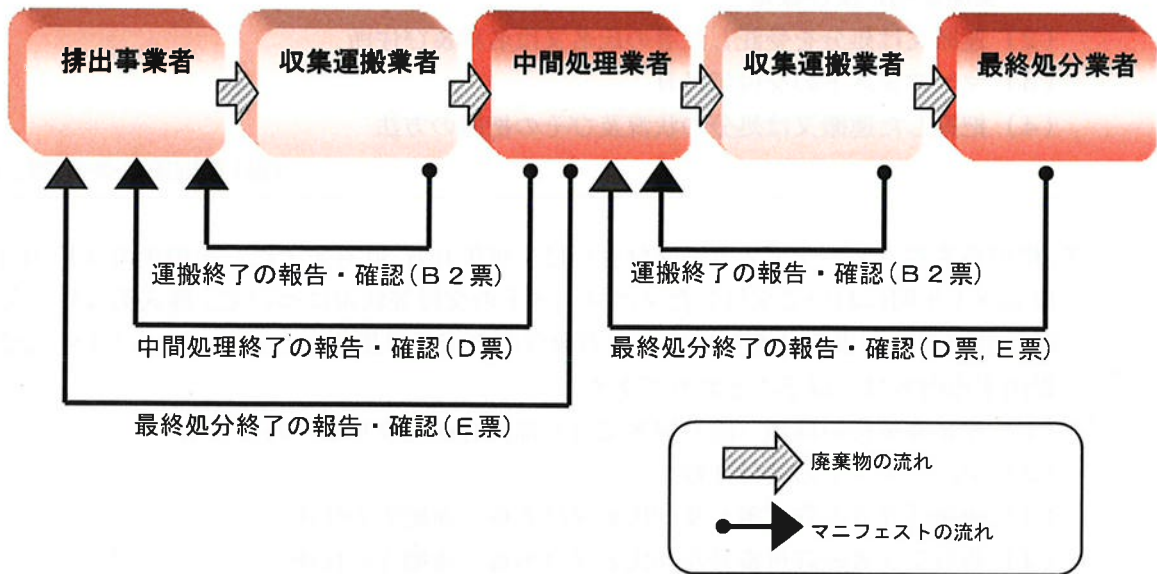 排出事業者
収集運搬業者
中間処理業者
収集運搬業者
最終処分業者
運搬終了の報告・確認(B2票)
運搬終了の報告・確認(B2票)
中間処理終了の報告・確認(D票)
最終処分終了の報告・確認(D票,E票)
最終処分終了の報告・確認(E票)
廃棄物の流れ
マニフェストの流れ